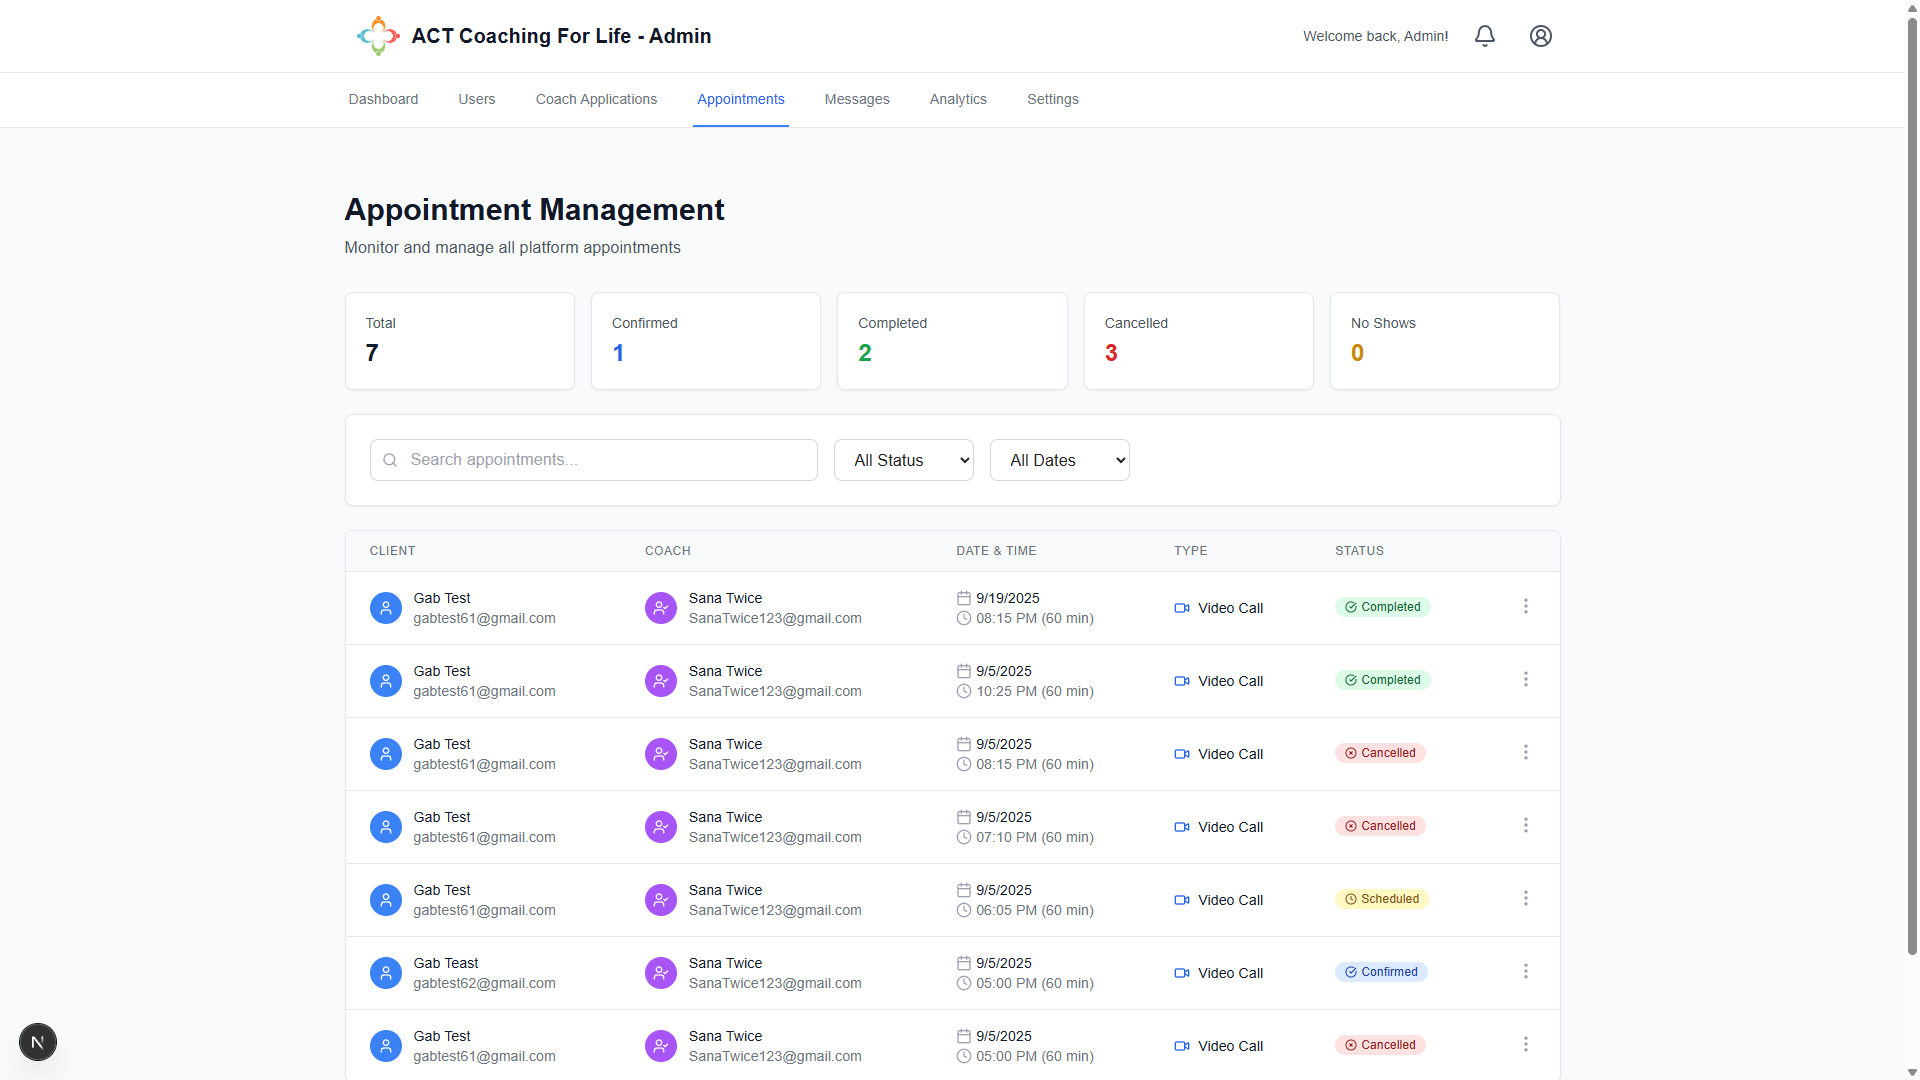 ACT Coaching For Life - Admin
Welcome back, Admin!
Dashboard Users Coach Applications Appointments Messages Analytics Settings
Appointment Management
Monitor and manage all platform appointments
Total Confirmed Completed Cancelled No Shows
7 1 2 3 0
Search appointments... All Status All Dates
CLIENT COACH DATE & TIME TYPE STATUS
Gab Test Sana Twice 9/19/2025 Video Call Completed
gabtest61@gmail.com SanaTwice123@gmail.com 08:15 PM (60 min)
Gab Test Sana Twice 9/5/2025 Video Call Completed
gabtest61@gmail.com SanaTwice123@gmail.com 10:25 PM (60 min)
Gab Test Sana Twice 9/5/2025 Video Call Cancelled
gabtest61@gmail.com SanaTwice123@gmail.com 08:15 PM (60 min)
Gab Test Sana Twice 9/5/2025 Video Call Cancelled
gabtest61@gmail.com SanaTwice123@gmail.com 07:10 PM (60 min)
Gab Test Sana Twice 9/5/2025 Video Call Scheduled
gabtest61@gmail.com SanaTwice123@gmail.com 06:05 PM (60 min)
Gab Teast Sana Twice 9/5/2025 Video Call Confirmed
gabtest62@gmail.com SanaTwice123@gmail.com 05:00 PM (60 min)
Gab Test Sana Twice 9/5/2025 Video Call Cancelled
gabtest61@gmail.com SanaTwice123@gmail.com 05:00 PM (60 min)
N